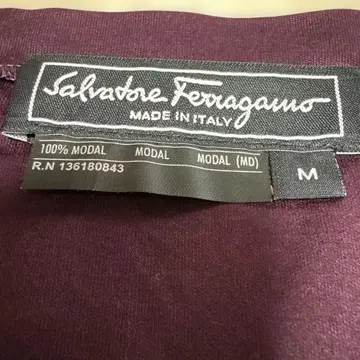 Salvatore Ferragamo
MADE IN ITALY
100% MODAL MODAL MODAL (MD)
R.N 136180843
M